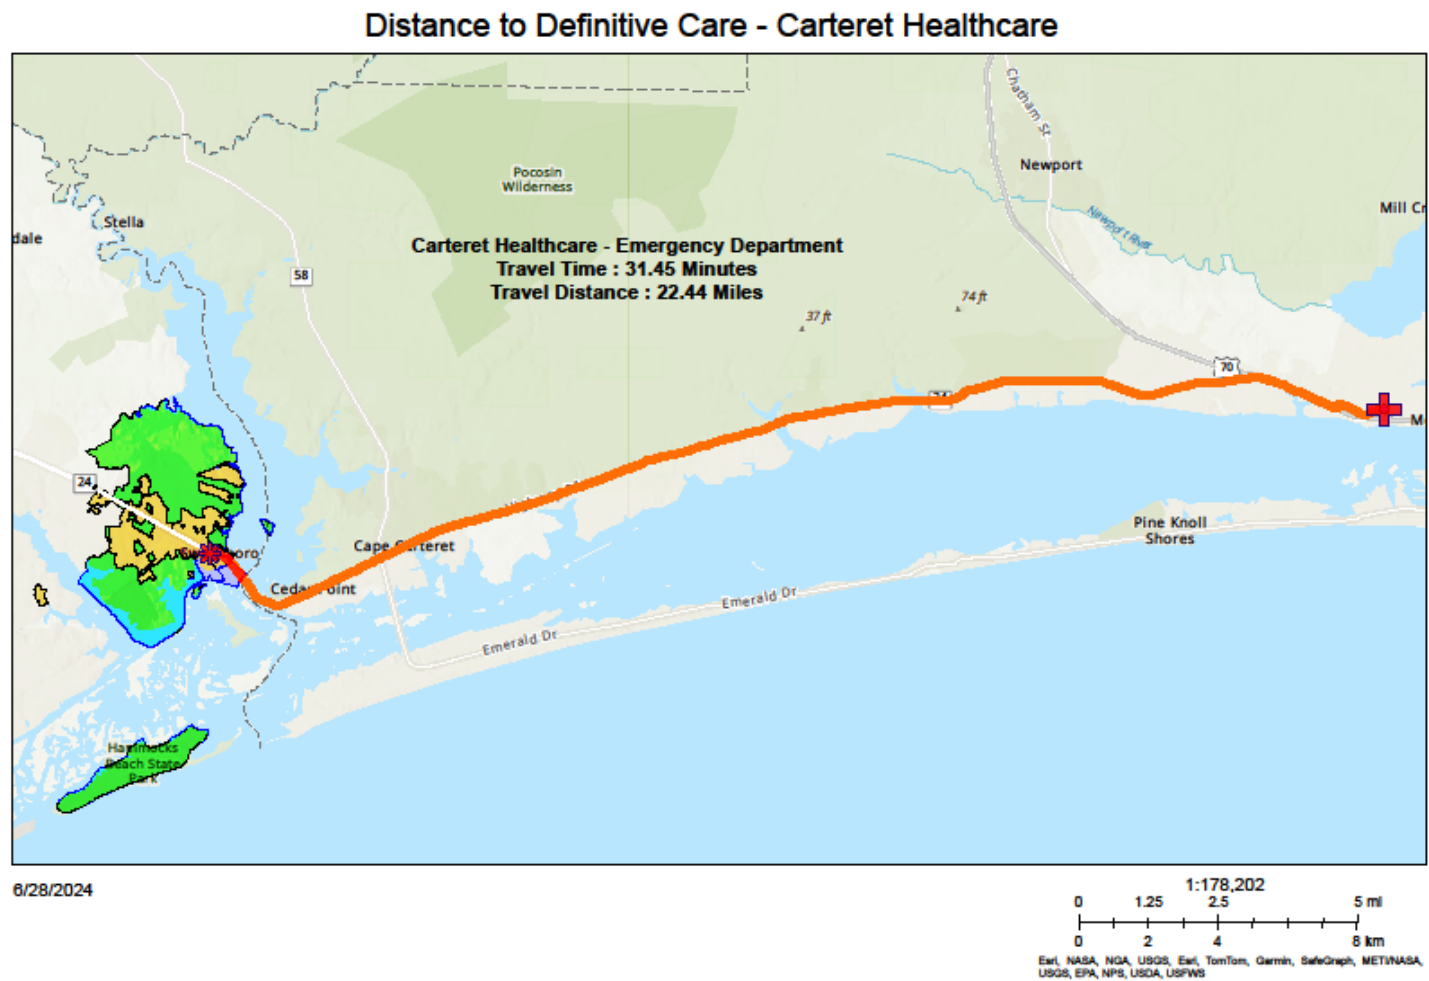 Distance to Definitive Care - Carteret Healthcare
Chatham St
Newport
Pocosin
Wilderness
Mill Cr
Stella
dale
Newport River
Carteret Healthcare - Emergency Department
Travel Time : 31.45 Minutes
Travel Distance : 22.44 Miles
58
74 ft
37 ft
70
24
M
24
Pine Knoll
Shores
Cape Carteret
Emerald Dr
Emerald Dr
Hammocks
Beach State
Park
6/28/2024
1:178,202
0 1.25 2.5 5 mi
0 2 4 8 km
Esri, NASA, NGA, USGS, Esri, TomTom, Garmin, SafeGraph, METI/NASA,
USGS, EPA, NPS, USDA, USFWS